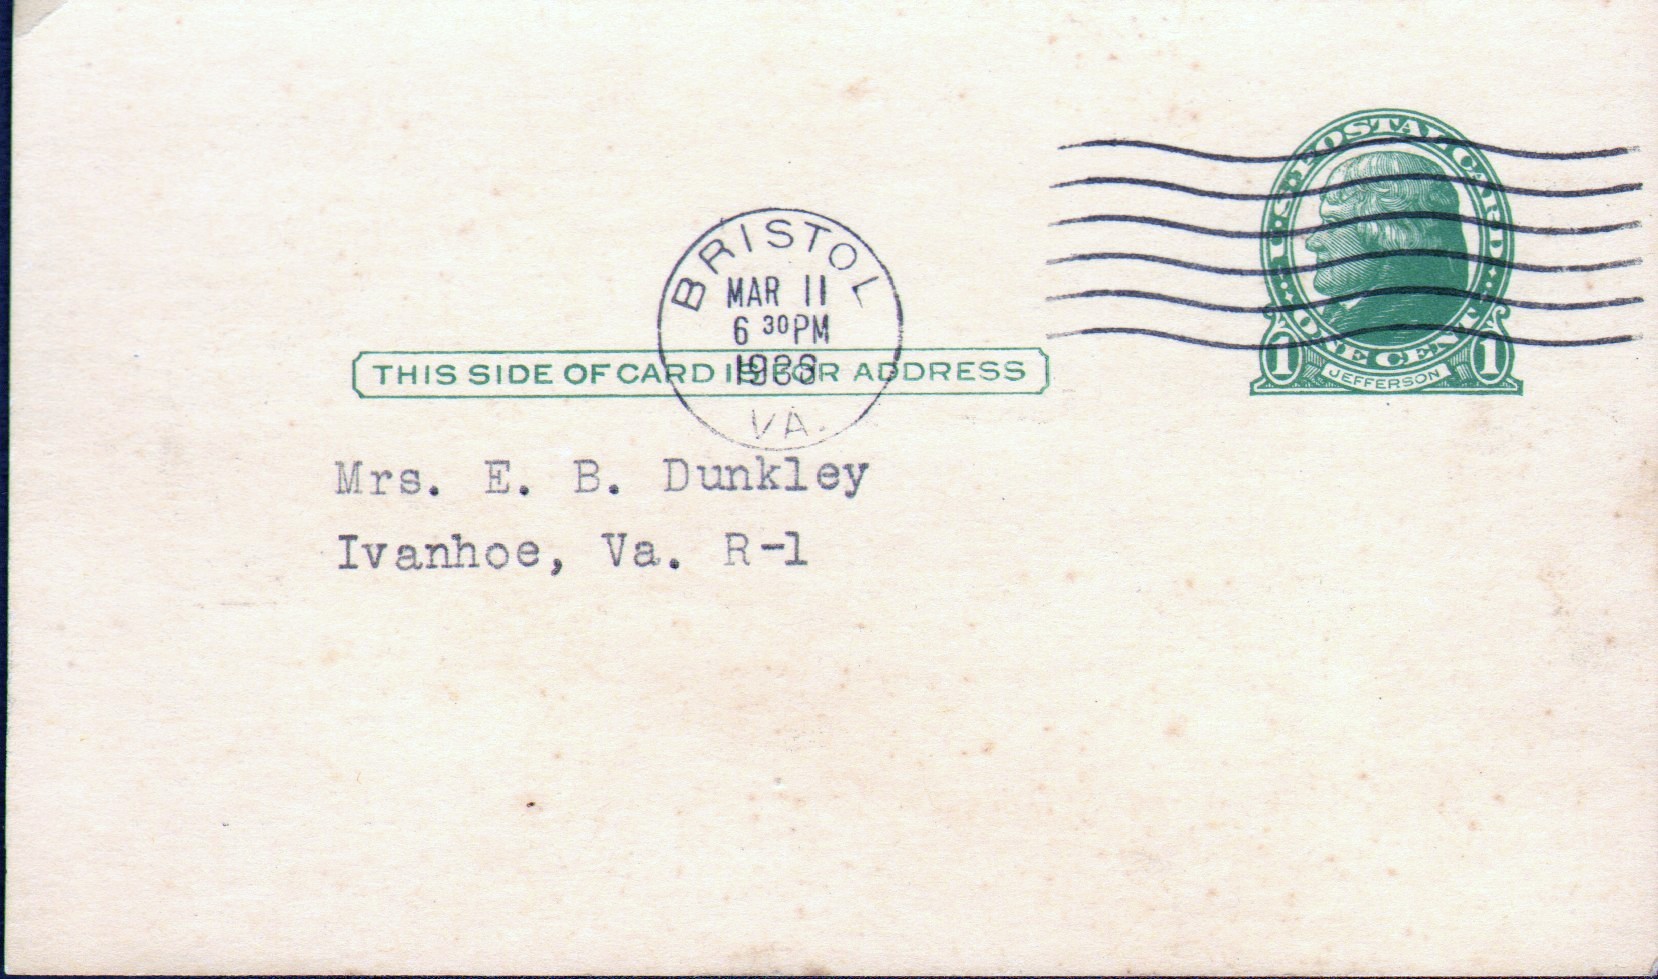 U.S. POSTAL CARD
ONE CENT
1 JEFFERSON 1
BRISTOL
MAR 11
6 30 PM
VA.
THIS SIDE OF CARD IS FOR ADDRESS
Mrs. E. B. Dunkley
Ivanhoe, Va. R-1